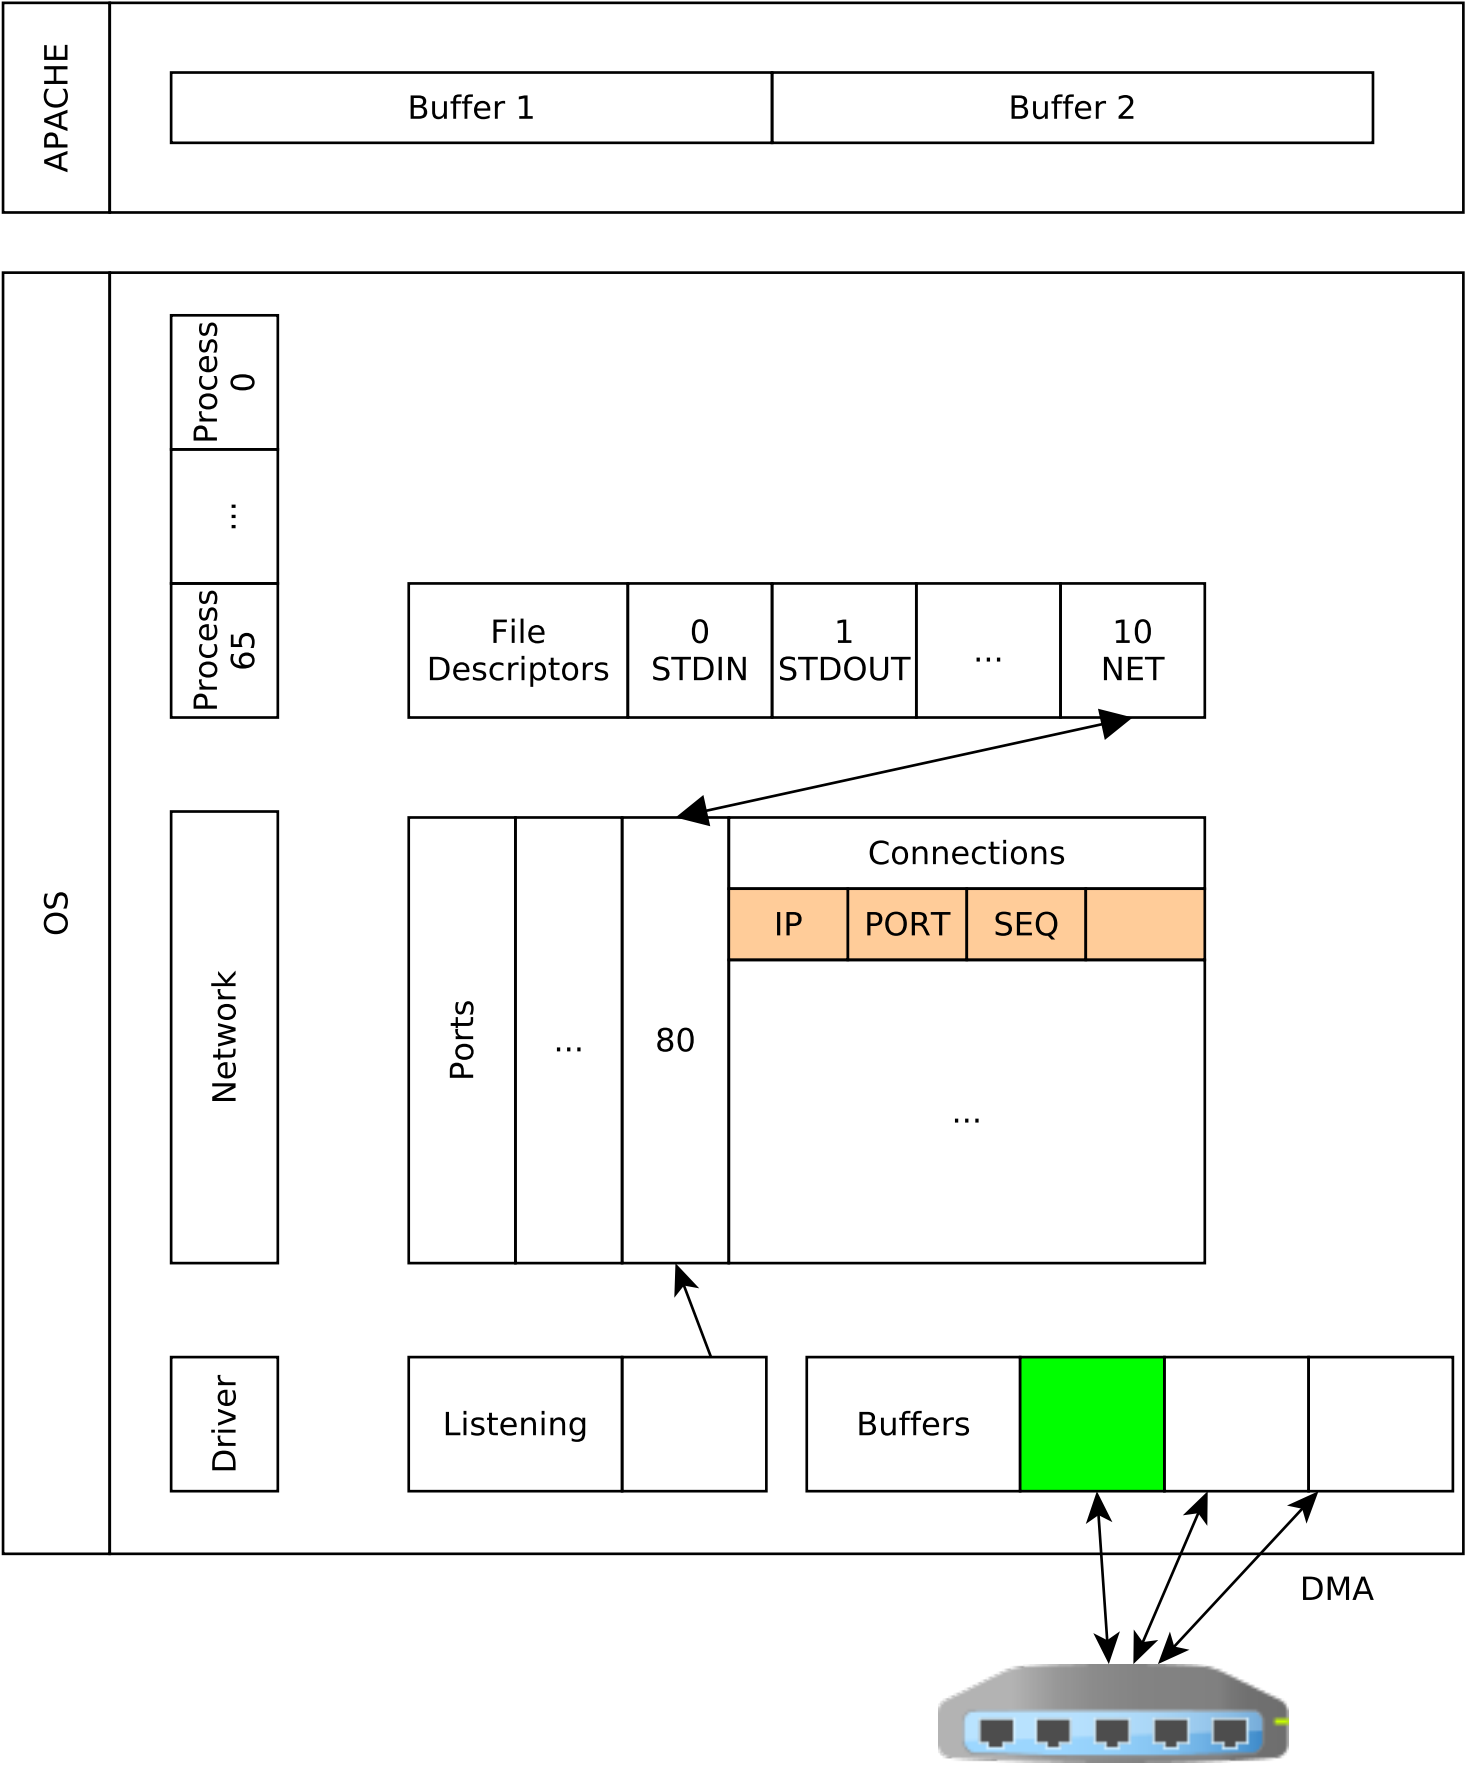 APACHE
Buffer 1
Buffer 2
OS
Process
0
...
Process
65
File
Descriptors
0
STDIN
1
STDOUT
...
10
NET
Network
Ports
...
80
Connections
IP
PORT
SEQ
...
Driver
Listening
Buffers
DMA